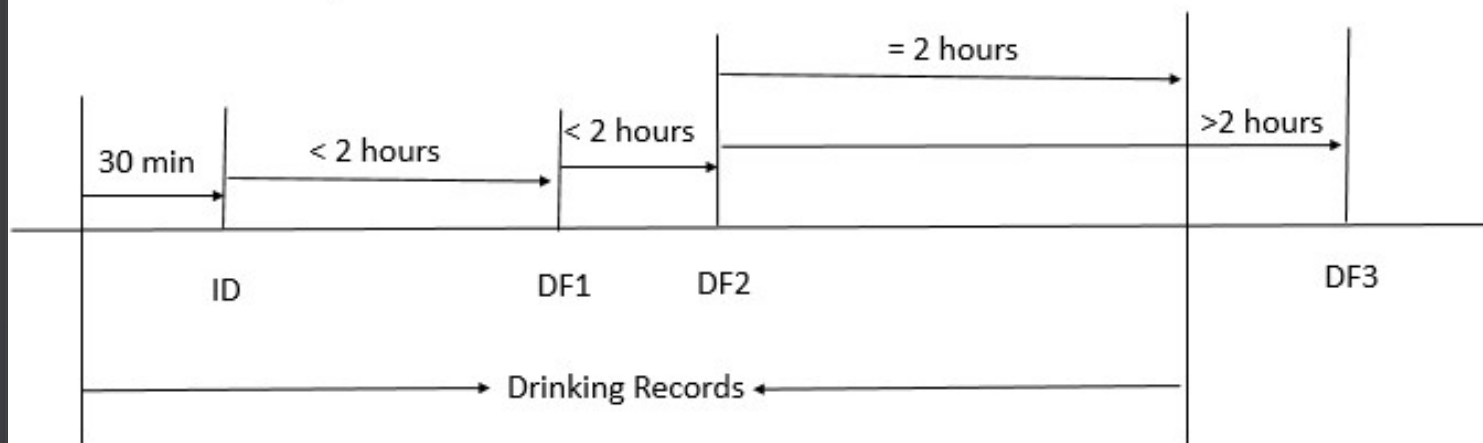 = 2 hours
>2 hours
< 2 hours
< 2 hours
30 min
ID
DF1
DF2
DF3
Drinking Records